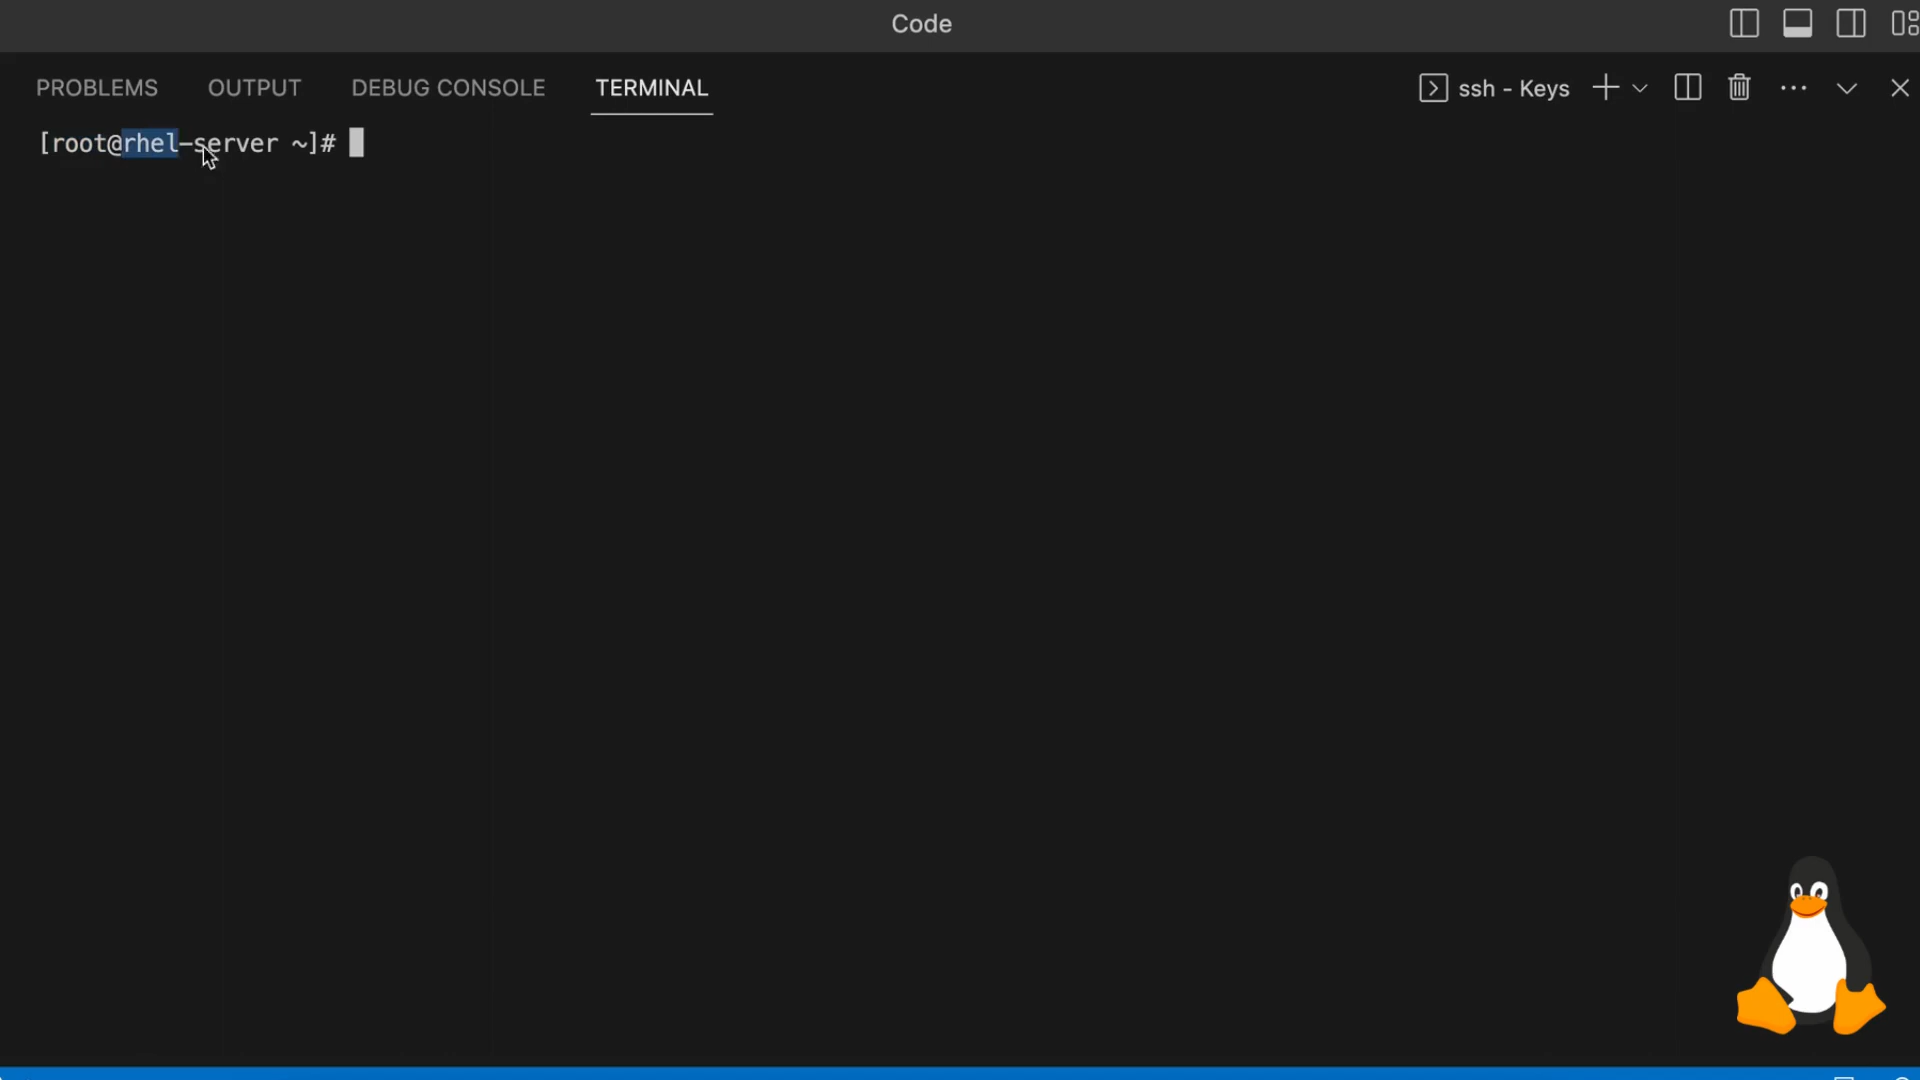 Code
PROBLEMS OUTPUT DEBUG CONSOLE TERMINAL ssh - Keys
[root@rhel-server ~]#